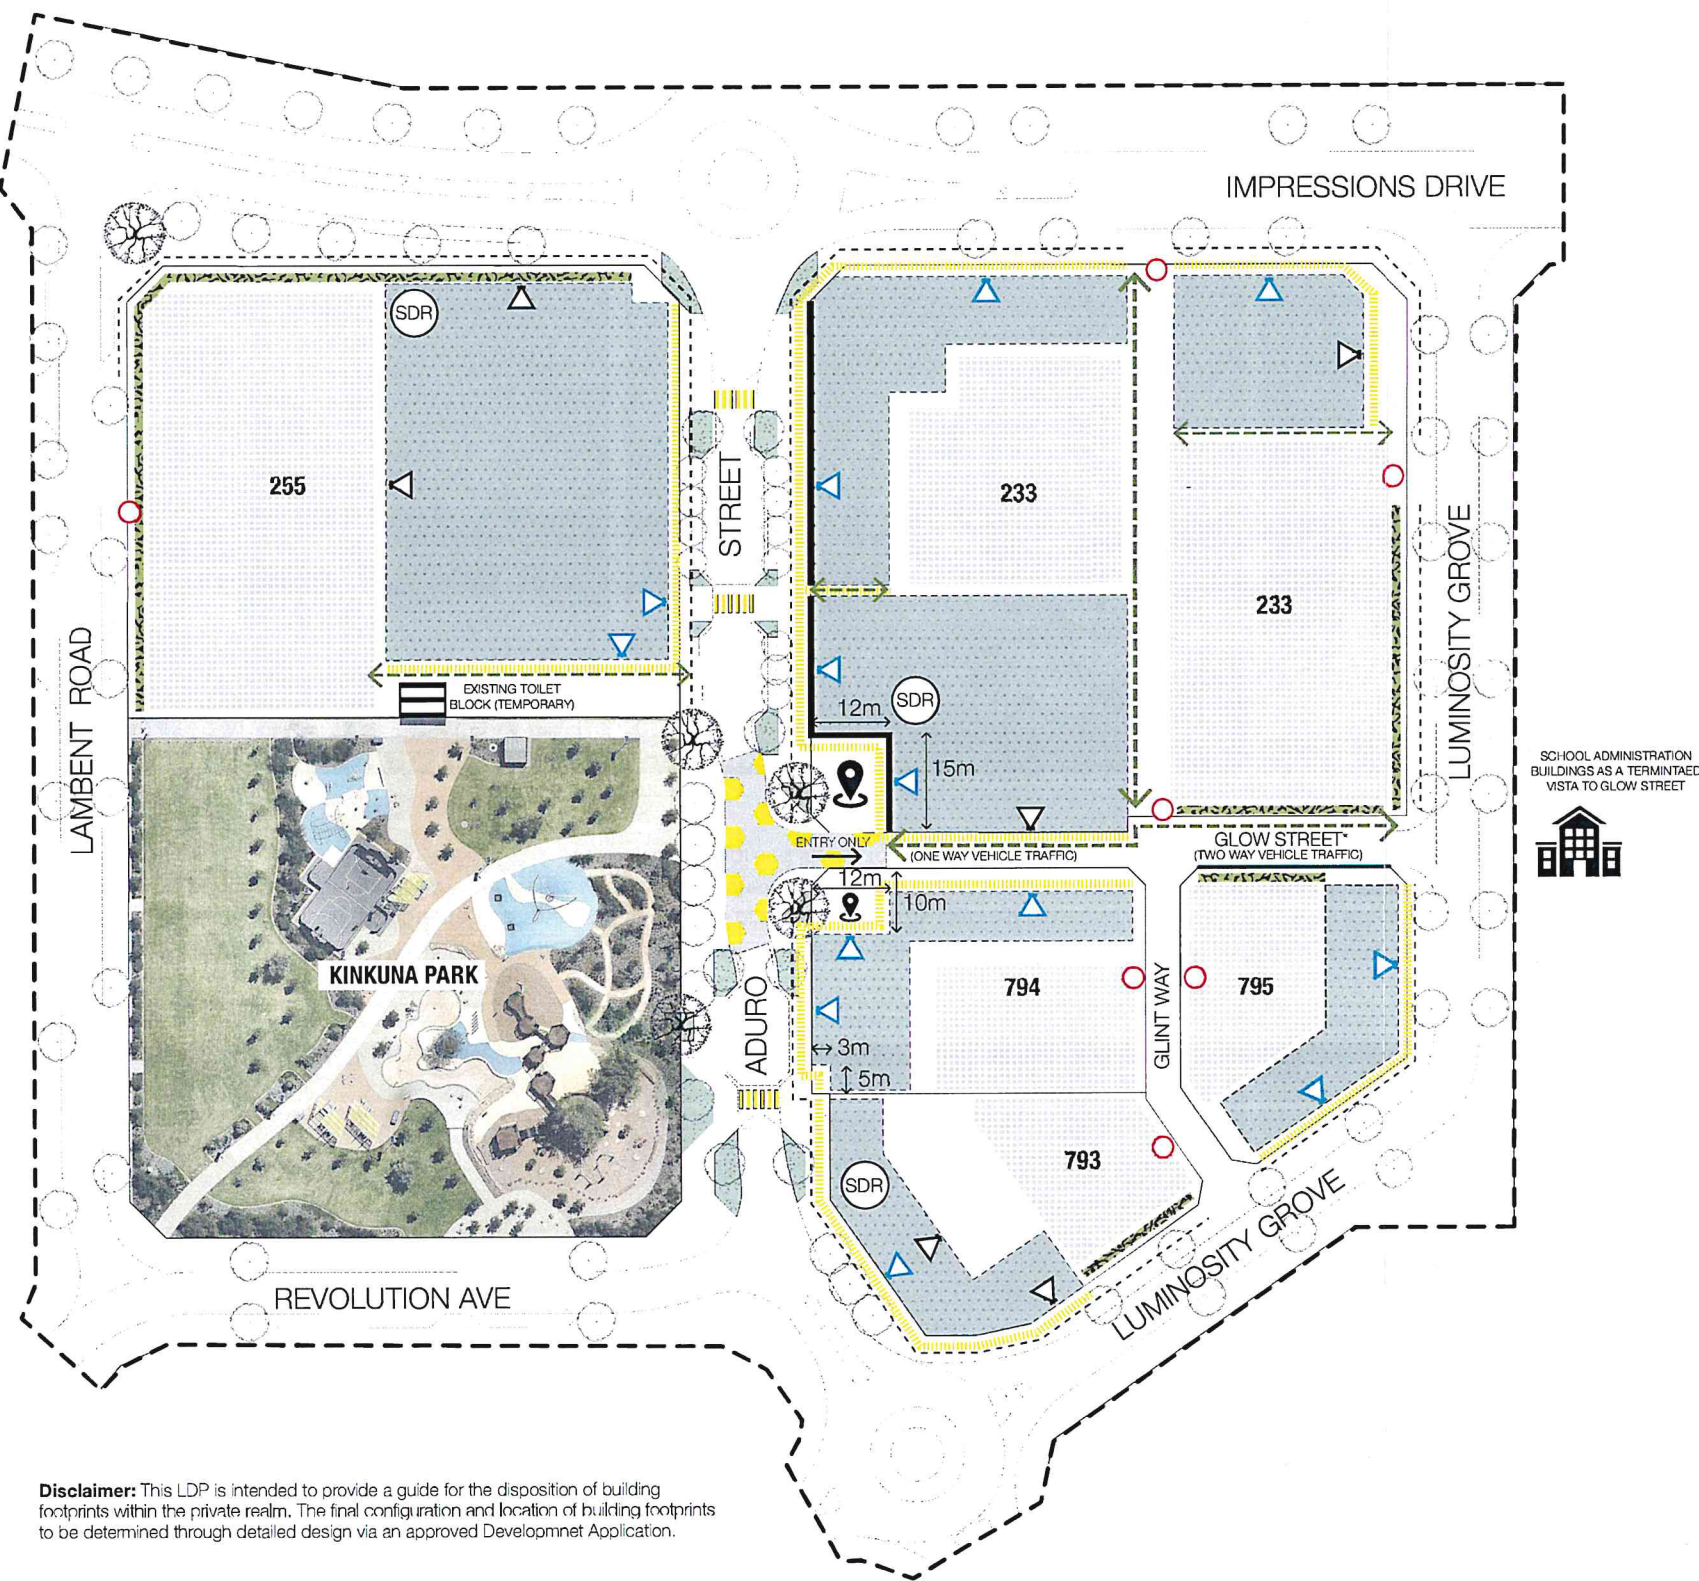 IMPRESSIONS DRIVE
SDR
255
STREET
233
233
LAMBENT ROAD
LUMINOSITY GROVE
EXISTING TOILET
BLOCK (TEMPORARY)
12m
SDR
15m
SCHOOL ADMINISTRATION
BUILDINGS AS A TERMINTAED
VISTA TO GLOW STREET
ENTRY ONLY
(ONE WAY VEHICLE TRAFFIC)
GLOW STREET
(TWO WAY VEHICLE TRAFFIC)
12m
10m
KINKUNA PARK
794
795
GLINT WAY
ADURO
3m
5m
793
SDR
LUMINOSITY GROVE
REVOLUTION AVE
Disclaimer: This LDP is intended to provide a guide for the disposition of building
footprints within the private realm. The final configuration and location of building footprints
to be determined through detailed design via an approved Developmnet Application.